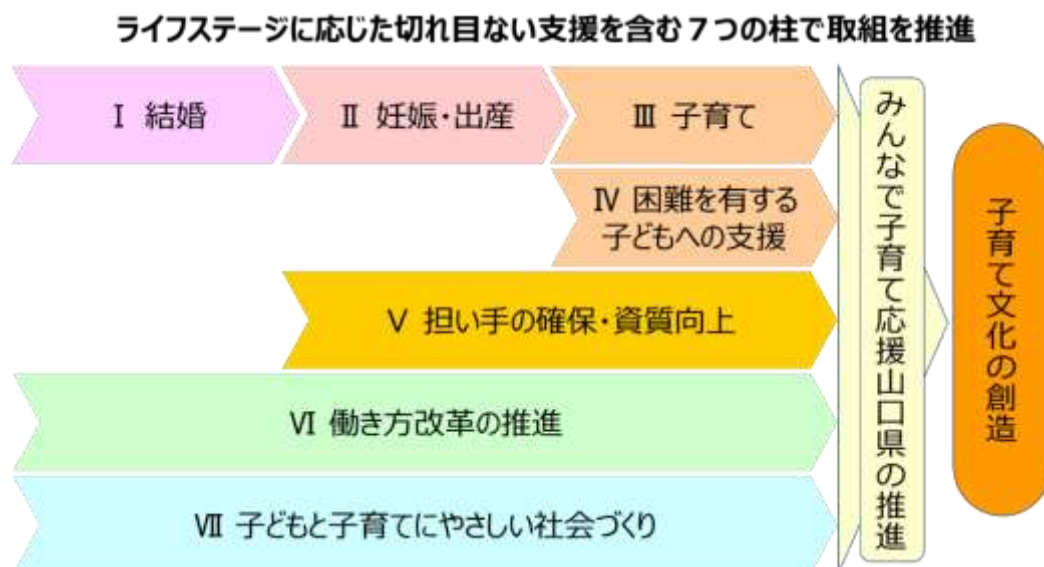 ライフステージに応じた切れ目ない支援を含む7つの柱で取組を推進
Ⅰ 結婚
Ⅱ 妊娠・出産
Ⅲ 子育て
Ⅳ 困難を有する
子どもへの支援
Ⅴ 担い手の確保・資質向上
Ⅵ 働き方改革の推進
Ⅶ 子どもと子育てにやさしい社会づくり
みんなで子育て応援山口県の推進
子育て文化の創造